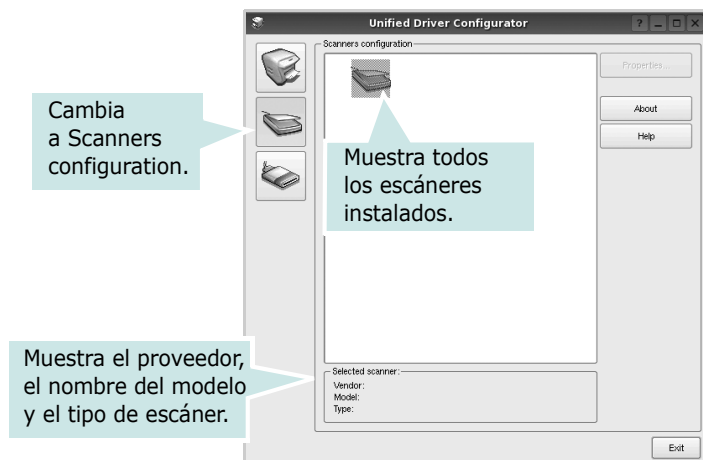 Unified Driver Configurator
Scanners configuration
Properties...
About
Help
Cambia
a Scanners
configuration.
Muestra todos
los escáneres
instalados.
Muestra el proveedor,
el nombre del modelo
y el tipo de escáner.
Selected scanner:
Vendor:
Model:
Type:
Exit